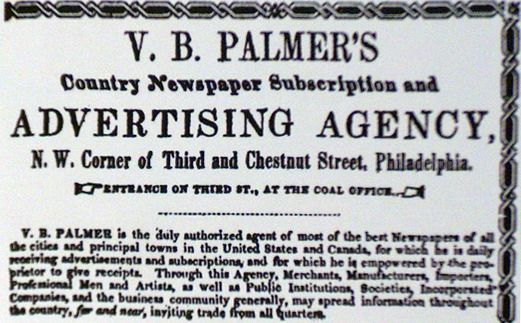 V. B. PALMER'S
Country Newspaper Subscription and
ADVERTISING AGENCY,
N. W. Corner of Third and Chestnut Street, Philadelphia.
ENTRANCE ON THIRD ST., AT THE COAL OFFICE.
V. B. PALMER is the duly authorized agent of most of the best Newspapers of all
the cities and principal towns in the United States and Canada, for which he is daily
receiving advertisements and subscriptions, and for which he is empowered by the pro-
prietor to give receipts. Through this Agency, Merchants, Manufacturers, Importers,
Professional Men and Artists, as well as Public Institutions, Societies, Incorporated
Companies, and the business community generally, may spread information throughout
the country, far and near, inviting trade from all quarters.